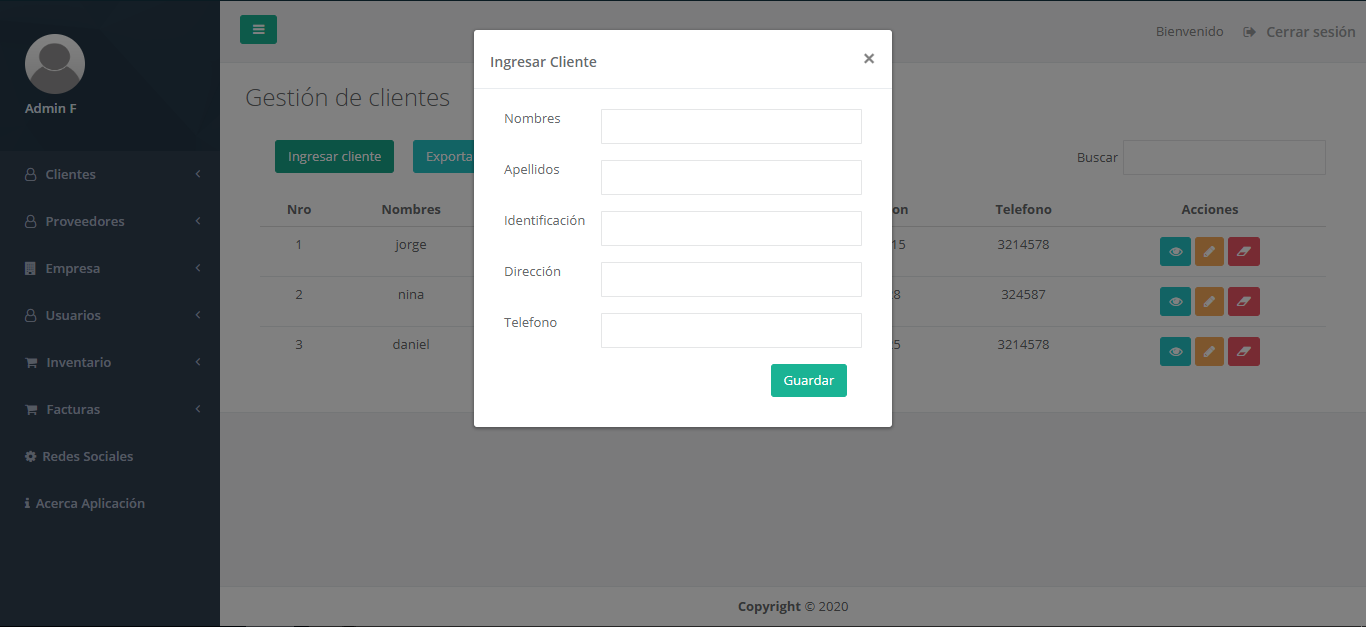 Bienvenido Cerrar sesión
Admin F
Clientes
Proveedores
Empresa
Usuarios
Inventario
Facturas
Redes Sociales
Acerca Aplicación
Gestión de clientes
Ingresar cliente Exporta
Buscar
Nro Nombres on Telefono Acciones
1 jorge 15 3214578
2 nina 8 324587
3 daniel 5 3214578
Ingresar Cliente ×
Nombres
Apellidos
Identificación
Dirección
Telefono
Guardar
Copyright © 2020